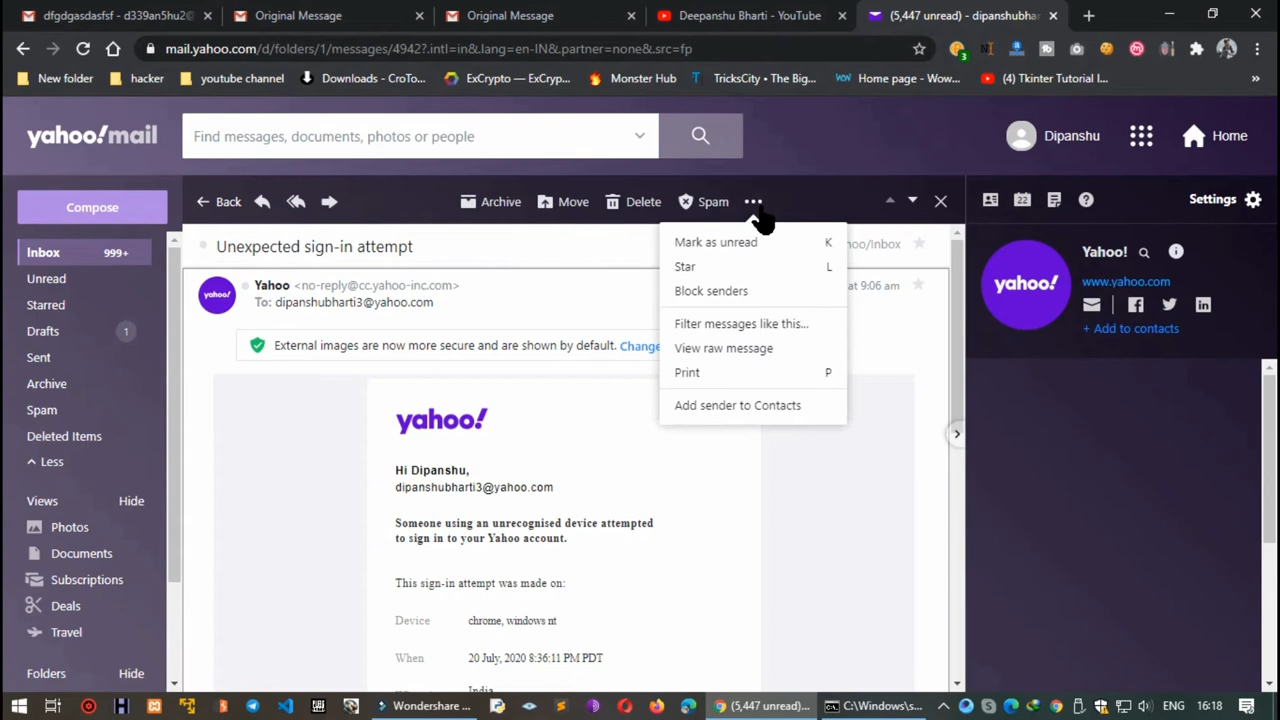 dfgdgasdasfsf - d339an5hu2@
Original Message
Original Message
Deepanshu Bharti - YouTube
(5,447 unread) - dipanshubhar
mail.yahoo.com/d/folders/1/messages/4942?.intl=in&.lang=en-IN&.partner=none&.src=fp
3
New folder
hacker
youtube channel
Downloads - CroTo...
ExCrypto — ExCryp...
Monster Hub
TricksCity – The Big...
Home page - Wow...
(4) Tkinter Tutorial I...
»
yahoo!mail
Find messages, documents, photos or people
Dipanshu
Home
Compose
Back
Archive
Move
Delete
Spam
Settings
Inbox 999+
Unread
Starred
Drafts 1
Sent
Archive
Spam
Deleted Items
Less
Views Hide
Photos
Documents
Subscriptions
Deals
Travel
Folders Hide
Unexpected sign-in attempt
hoo/Inbox
yahoo!
Yahoo <no-reply@cc.yahoo-inc.com>
at 9:06 am
To: dipanshubharti3@yahoo.com
External images are now more secure and are shown by default. Change
Mark as unread K
Star L
Block senders
Filter messages like this...
View raw message
Print P
Add sender to Contacts
yahoo!
Hi Dipanshu,
dipanshubharti3@yahoo.com
Someone using an unrecognised device attempted
to sign in to your Yahoo account.
This sign-in attempt was made on:
Device chrome, windows nt
When 20 July, 2020 8:36:11 PM PDT
India
yahoo!
Yahoo!
www.yahoo.com
+ Add to contacts
Wondershare ...
(5,447 unread)...
C:\Windows\s...
ENG
16:18